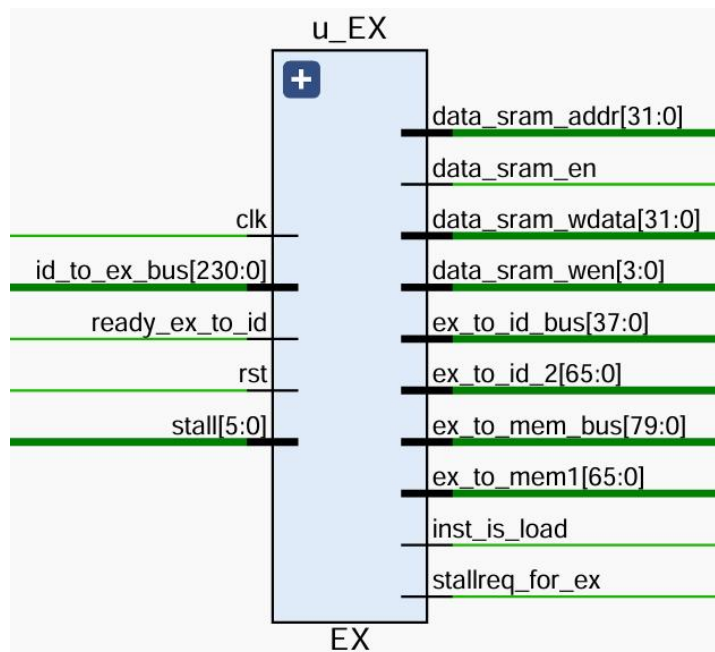 u_EX
clk
id_to_ex_bus[230:0]
ready_ex_to_id
rst
stall[5:0]
data_sram_addr[31:0]
data_sram_en
data_sram_wdata[31:0]
data_sram_wen[3:0]
ex_to_id_bus[37:0]
ex_to_id_2[65:0]
ex_to_mem_bus[79:0]
ex_to_mem1[65:0]
inst_is_load
stallreq_for_ex
EX